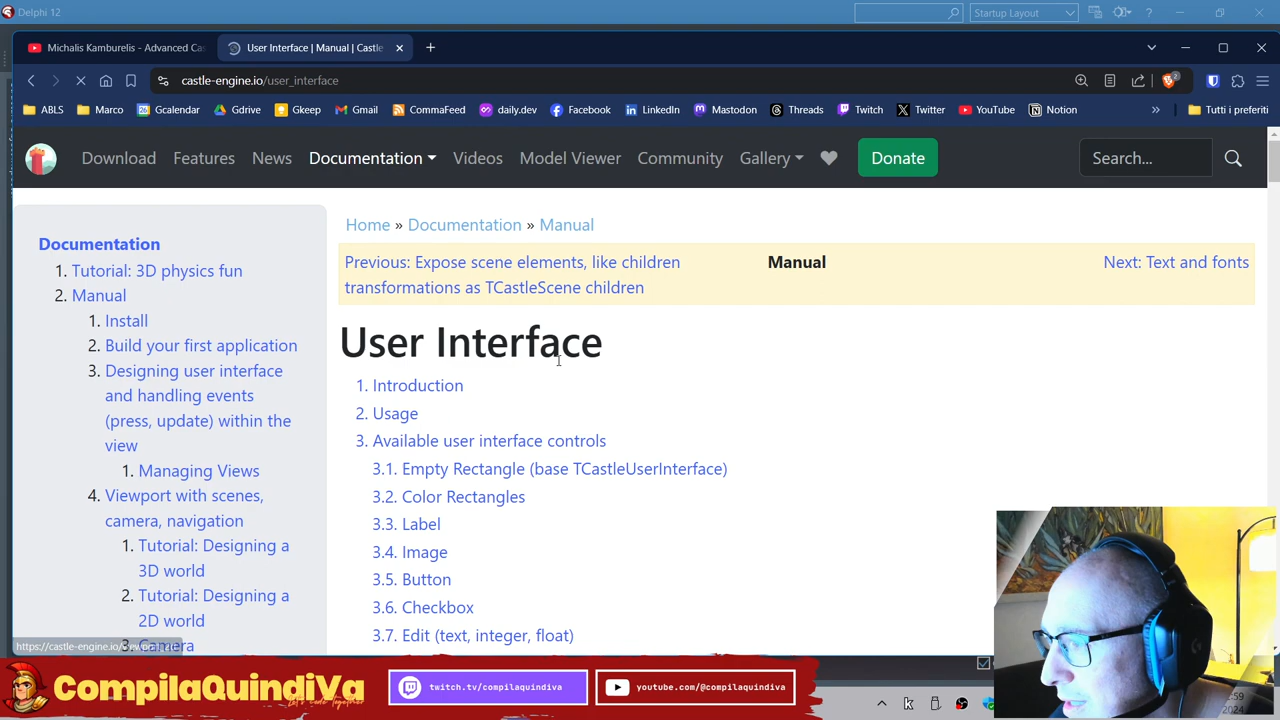 Delphi 12
Startup Layout
Michalis Kamburelis - Advanced Cas
User Interface | Manual | Castle
castle-engine.io/user_interface
2
ABLS
Marco
Gcalendar
Gdrive
Gkeep
Gmail
CommaFeed
daily.dev
Facebook
LinkedIn
Mastodon
Threads
Twitch
Twitter
YouTube
Notion
»
Tutti i preferiti
Download
Features
News
Documentation
Videos
Model Viewer
Community
Gallery
Donate
Search...
Home » Documentation » Manual
Previous: Expose scene elements, like children
transformations as TCastleScene children
Manual
Next: Text and fonts
Documentation
1. Tutorial: 3D physics fun
2. Manual
1. Install
2. Build your first application
3. Designing user interface
and handling events
(press, update) within the
view
1. Managing Views
4. Viewport with scenes,
camera, navigation
1. Tutorial: Designing a
3D world
2. Tutorial: Designing a
2D world
3. Camera
User Interface
1. Introduction
2. Usage
3. Available user interface controls
3.1. Empty Rectangle (base TCastleUserInterface)
3.2. Color Rectangles
3.3. Label
3.4. Image
3.5. Button
3.6. Checkbox
3.7. Edit (text, integer, float)
CompilaQuindiVa
Let's code Together
twitch.tv/compilaquindiva
youtube.com/@compilaquindiva